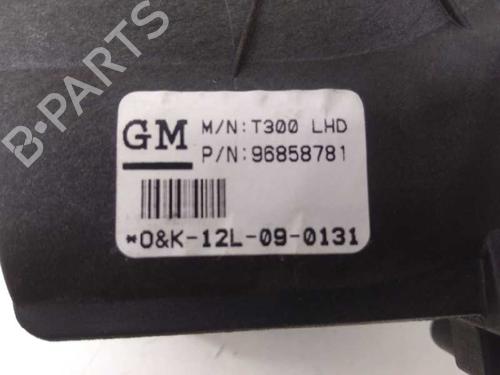 B-PARTS
GM
M/N:T300 LHD
P/N:96858781
*O&K-12L-09-0131